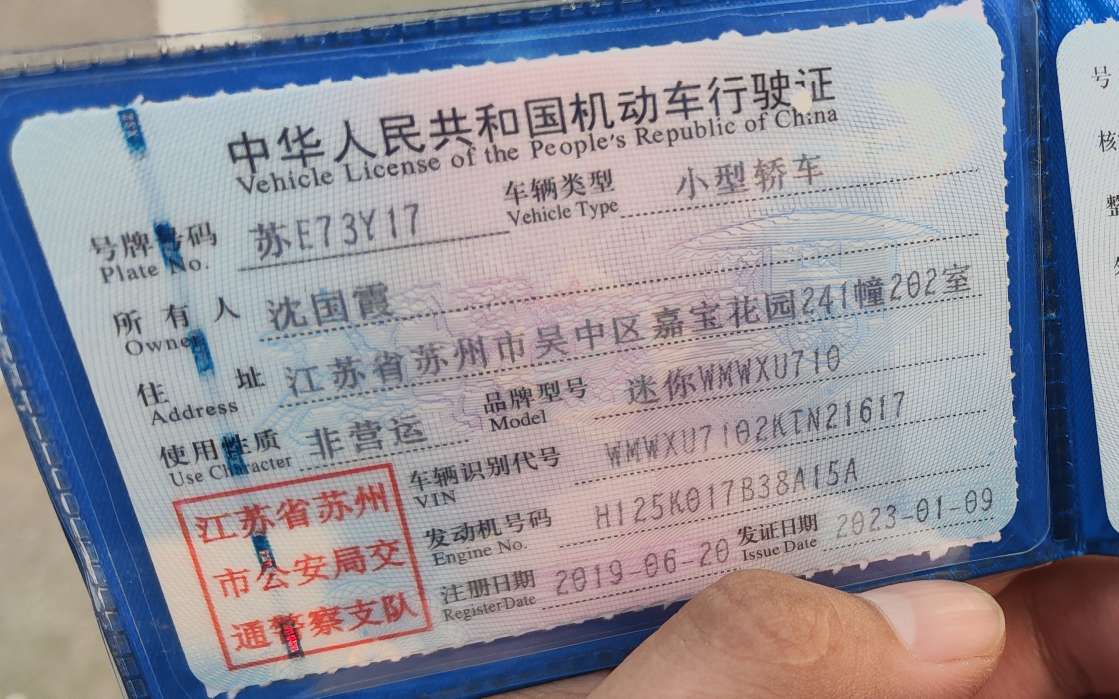 中华人民共和国机动车行驶证
Vehicle License of the People's Republic of China
号牌号码 苏E73Y17 车辆类型 小型轿车
Plate No. Vehicle Type
所有人 沈国霞
Owner
住址 江苏省苏州市吴中区嘉宝花园241幢202室
Address
使用性质 非营运 品牌型号 迷你WMWXU710
Use Character Model
车辆识别代号 WMWXU7102KTN21617
VIN
发动机号码 H125K017B38A15A
Engine No.
注册日期 2019-06-20 发证日期 2023-01-09
Register Date Issue Date
江苏省苏州
市公安局交
通警察支队
号
核
整